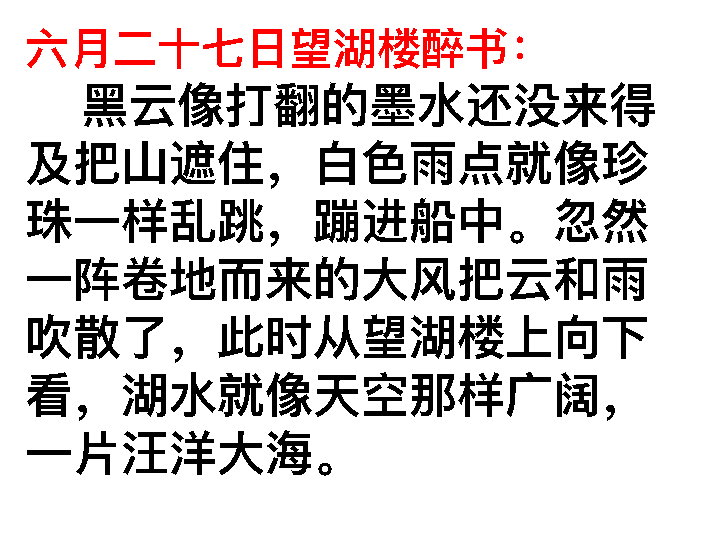 六月二十七日望湖楼醉书：
黑云像打翻的墨水还没来得
及把山遮住，白色雨点就像珍
珠一样乱跳，蹦进船中。忽然
一阵卷地而来的大风把云和雨
吹散了，此时从望湖楼上向下
看，湖水就像天空那样广阔，
一片汪洋大海。